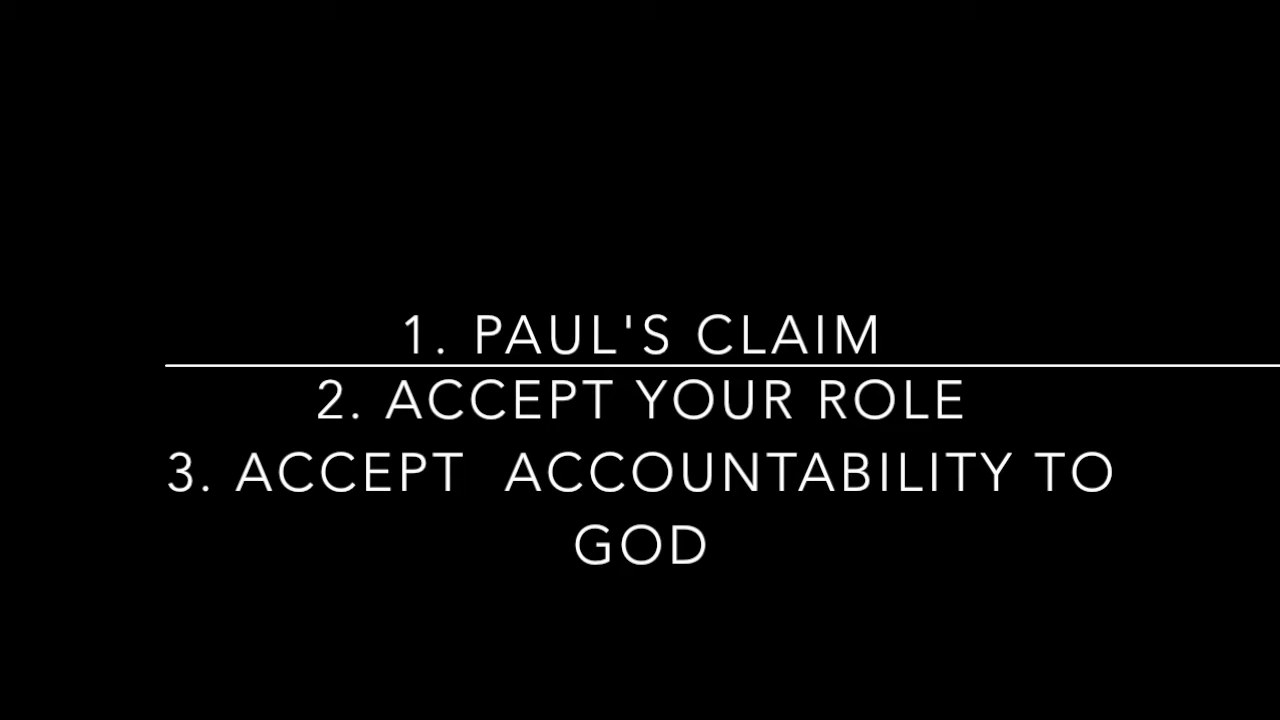 1. PAUL'S CLAIM
2. ACCEPT YOUR ROLE
3. ACCEPT  ACCOUNTABILITY TO
GOD